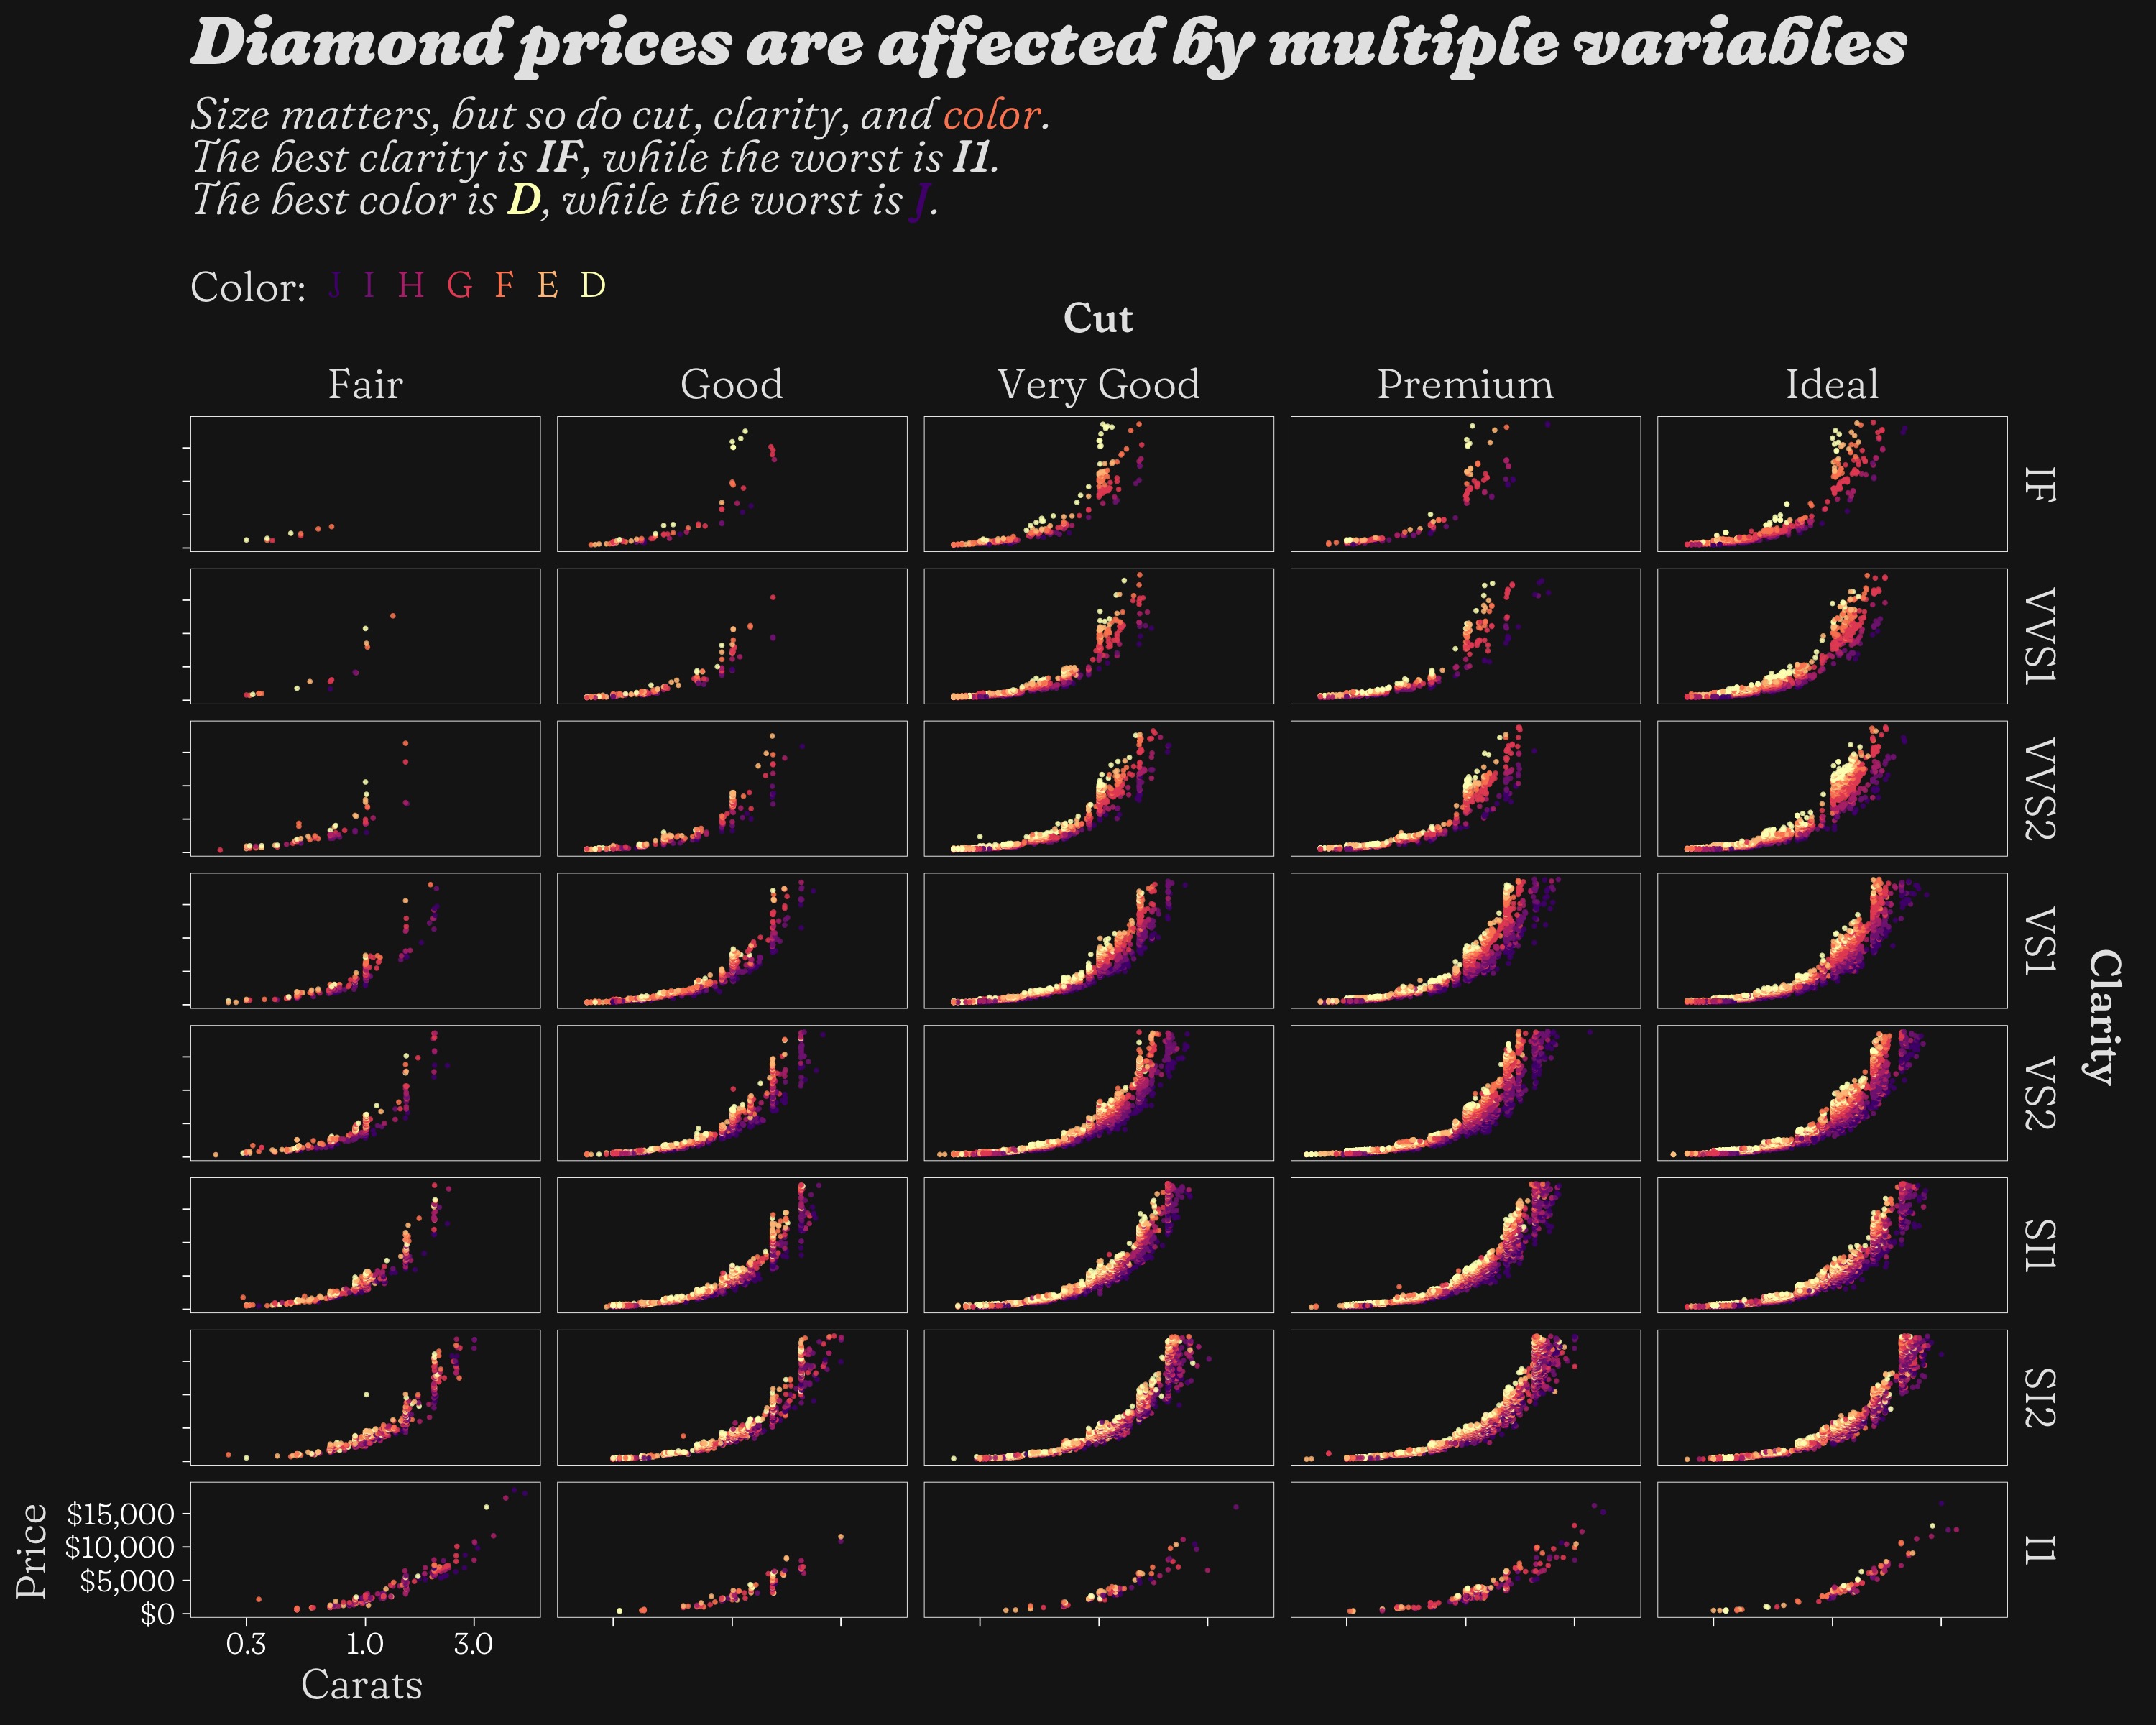 Diamond prices are affected by multiple variables
Size matters, but so do cut, clarity, and color.
The best clarity is IF, while the worst is I1.
The best color is D, while the worst is J.
Color: J I H G F E D
Cut
Fair Good Very Good Premium Ideal
IF
VVS1
VVS2
VS1
Clarity
VS2
SI1
SI2
I1
Price
$15,000
$10,000
$5,000
$0
0.3 1.0 3.0
Carats